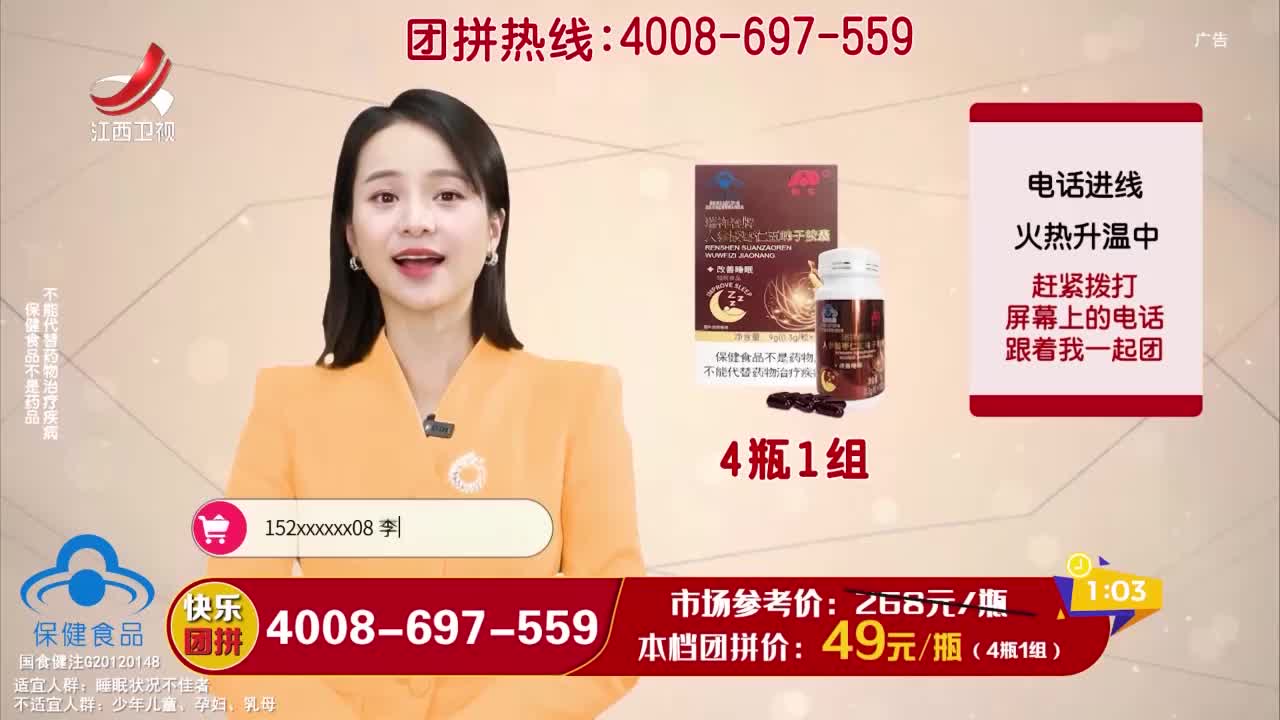 团拼热线:4008-697-559
广告
江西卫视
电话进线
火热升温中
赶紧拨打
屏幕上的电话
跟着我一起团
RENSHEN SUANZAOREN
WUWEIZI JIAONANG
改善睡眠
IMPROVE SLEEP
保健食品不是药物
不能代替药物治疗疾
4瓶1组
不能代替药物治疗疾病
保健食品不是药品
152xxxxxx08 李
保健食品
国食健注G20120148
适宜人群：睡眠状况不佳者
不适宜人群：少年儿童、孕妇、乳母
快乐
团拼
4008-697-559
市场参考价：268元/瓶
本档团拼价：49元/瓶（4瓶1组）
1:03